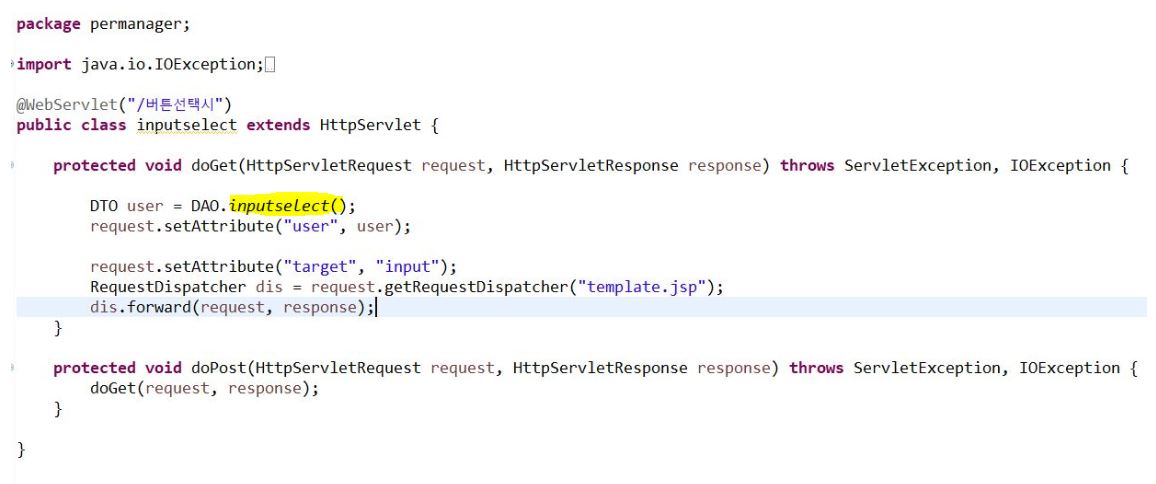 package permanager;
import java.io.IOException;
@WebServlet("/버튼선택시")
public class inputselect extends HttpServlet {
protected void doGet(HttpServletRequest request, HttpServletResponse response) throws ServletException, IOException {
DTO user = DAO.inputselect();
request.setAttribute("user", user);
request.setAttribute("target", "input");
RequestDispatcher dis = request.getRequestDispatcher("template.jsp");
dis.forward(request, response);
}
protected void doPost(HttpServletRequest request, HttpServletResponse response) throws ServletException, IOException {
doGet(request, response);
}
}